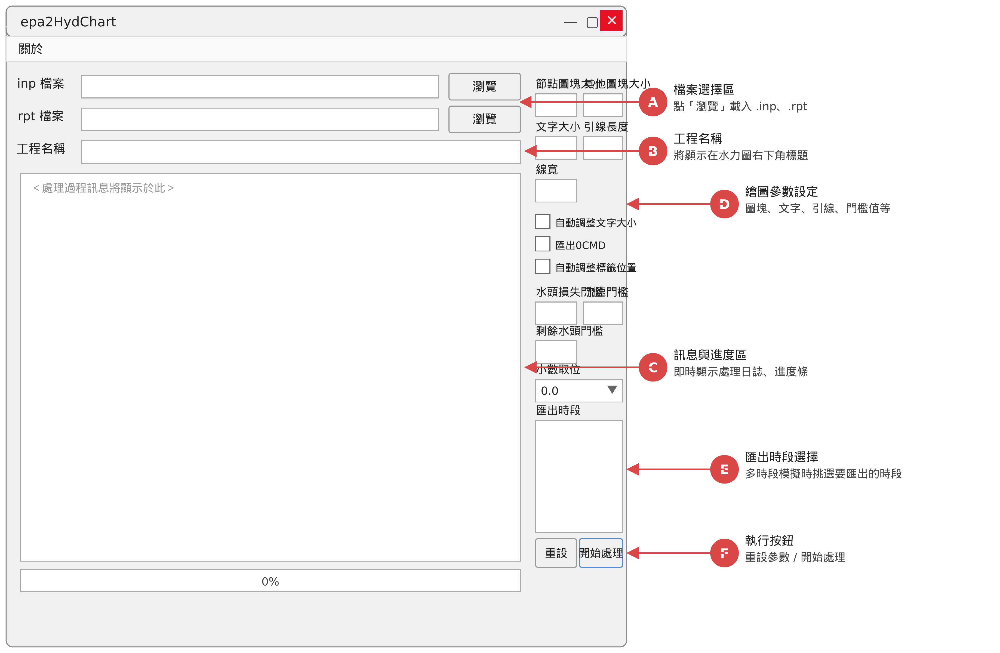 epa2HydChart
關於
inp 檔案
瀏覽
rpt 檔案
瀏覽
工程名稱
<處理過程訊息將顯示於此>
0%
節點圖塊大小
其他圖塊大小
文字大小
引線長度
線寬
自動調整文字大小
匯出0CMD
自動調整標籤位置
水頭損失門檻
流速門檻
剩餘水頭門檻
小數取位
0.0
匯出時段
重設
開始處理
A
檔案選擇區
點「瀏覽」載入 .inp、.rpt
B
工程名稱
將顯示在水力圖右下角標題
D
繪圖參數設定
圖塊、文字、引線、門檻值等
C
訊息與進度區
即時顯示處理日誌、進度條
E
匯出時段選擇
多時段模擬時挑選要匯出的時段
F
執行按鈕
重設參數 / 開始處理